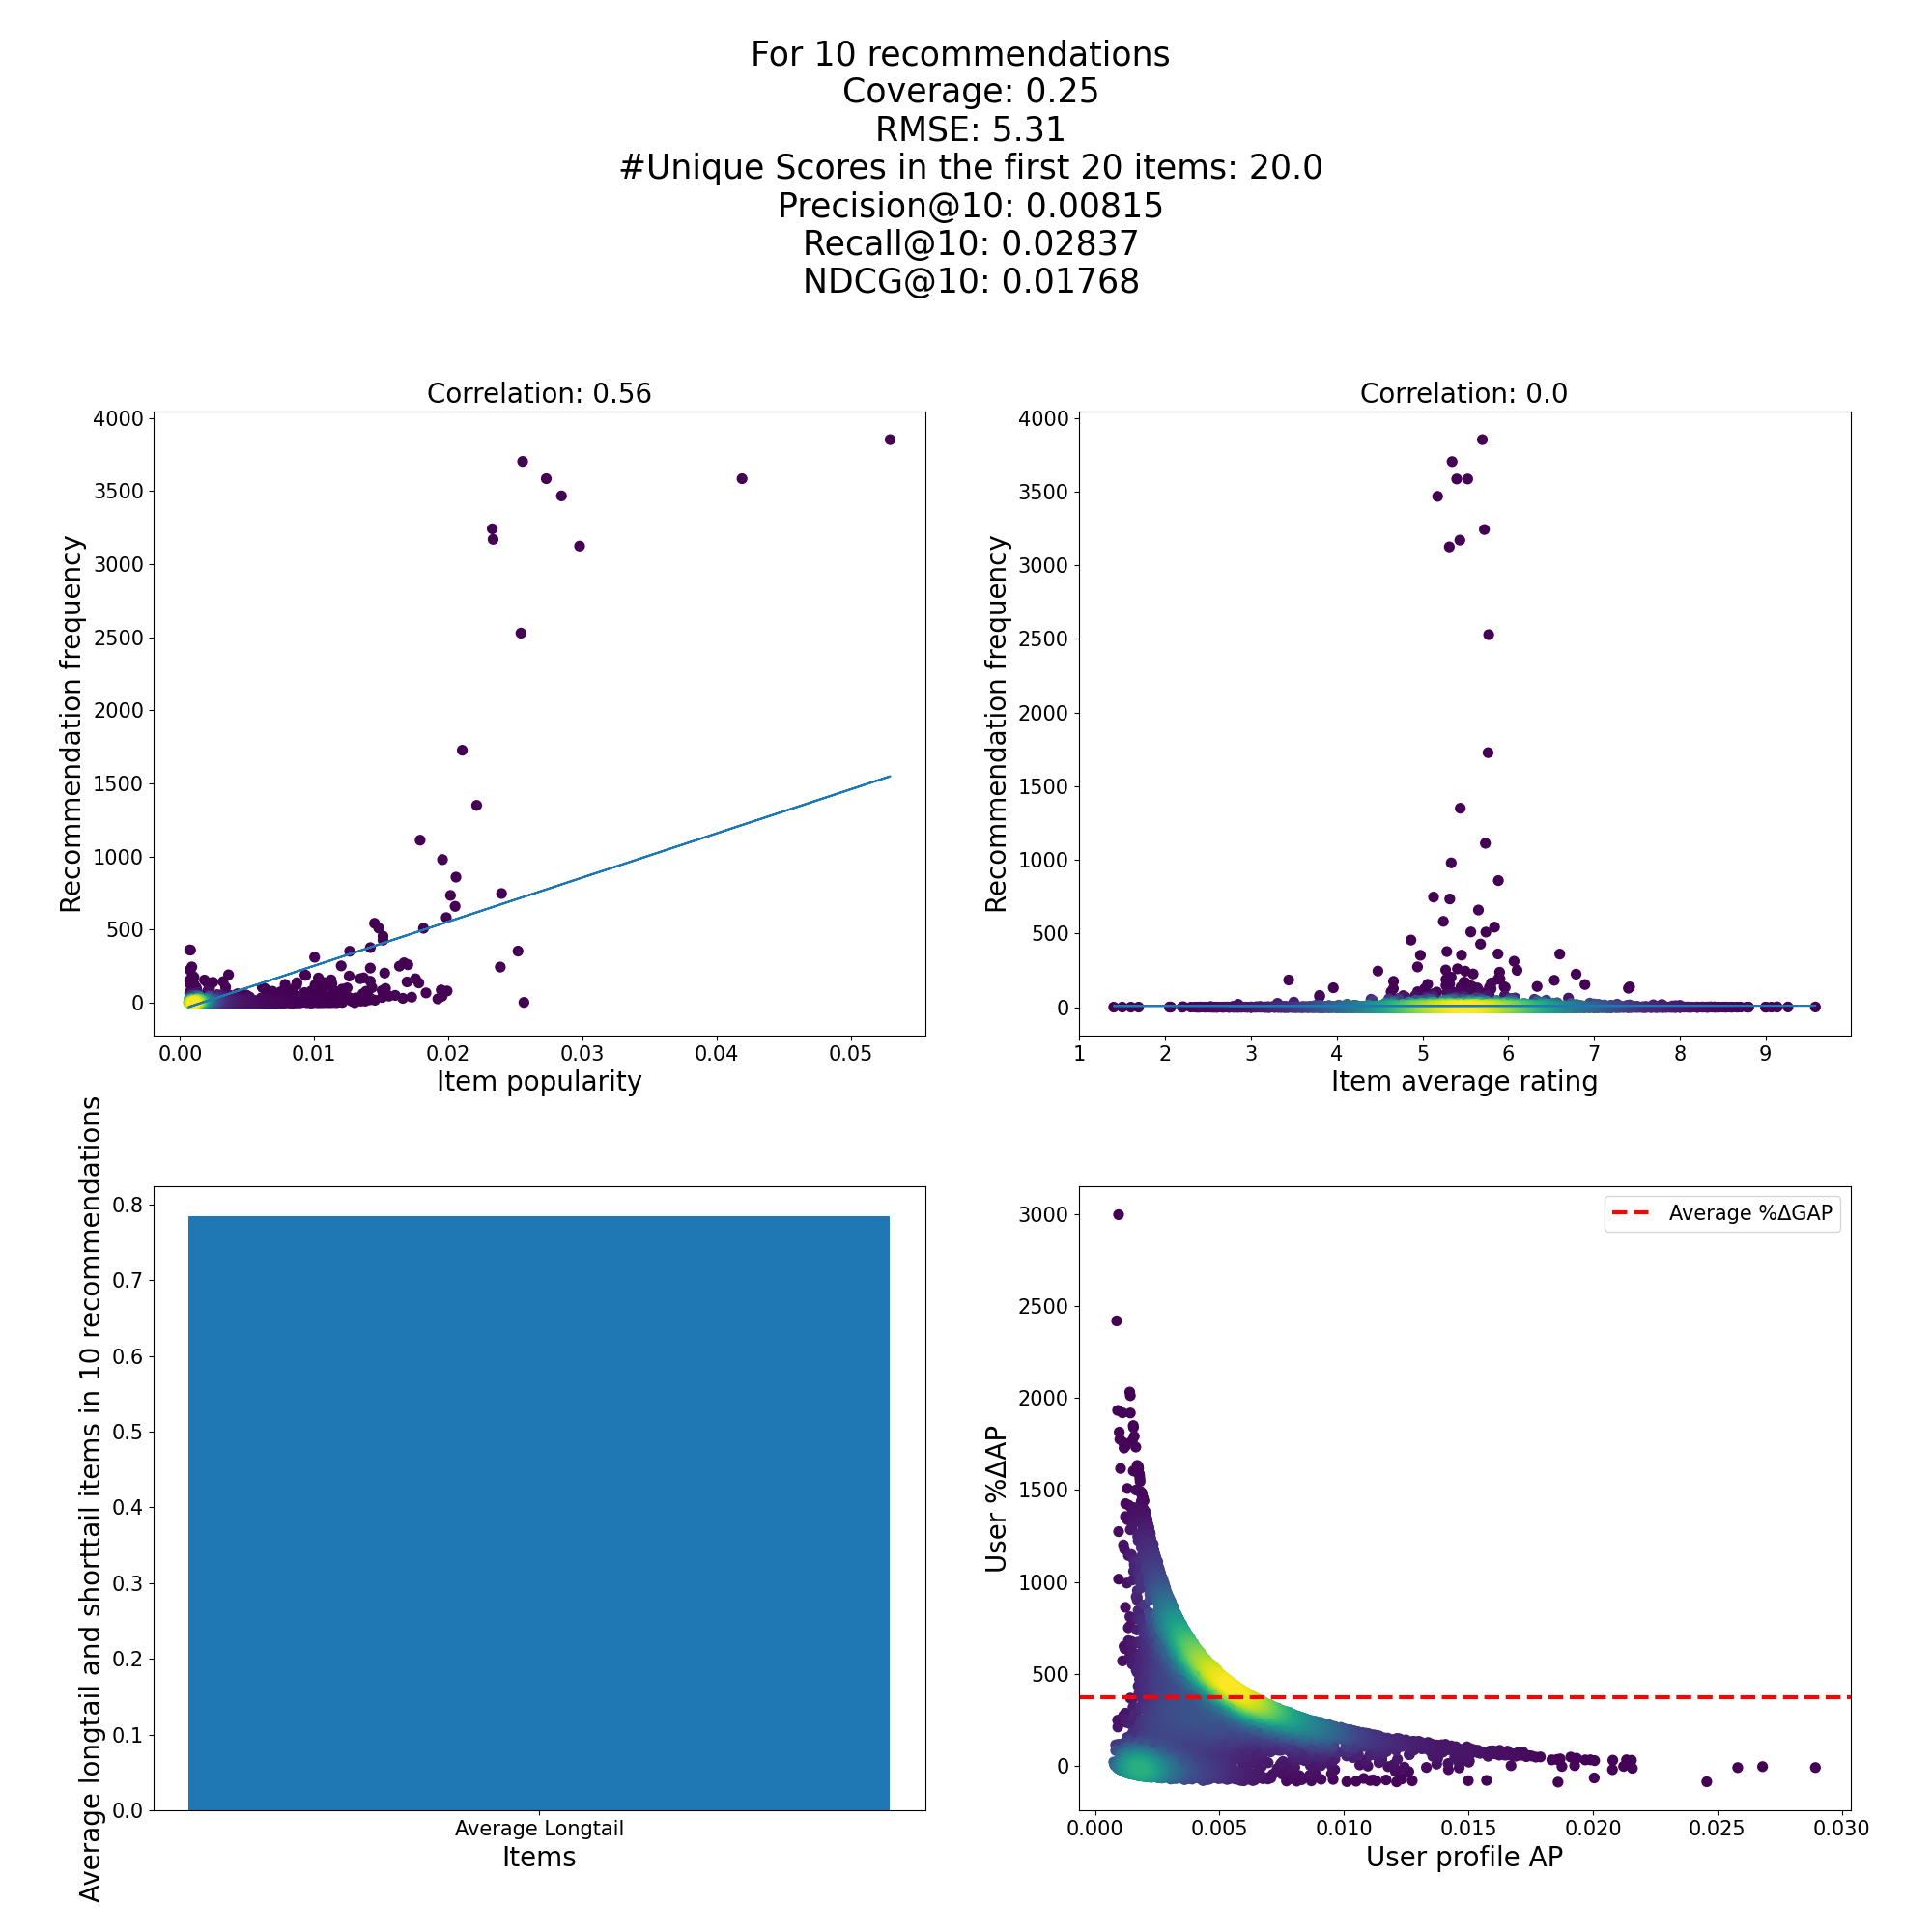 For 10 recommendations
Coverage: 0.25
RMSE: 5.31
#Unique Scores in the first 20 items: 20.0
Precision@10: 0.00815
Recall@10: 0.02837
NDCG@10: 0.01768
Correlation: 0.56
4000
3500
3000
2500
2000
1500
1000
500
0
Recommendation frequency
0.00 0.01 0.02 0.03 0.04 0.05
Item popularity
Correlation: 0.0
4000
3500
3000
2500
2000
1500
1000
500
0
Recommendation frequency
1 2 3 4 5 6 7 8 9
Item average rating
0.8
0.7
0.6
0.5
0.4
0.3
0.2
0.1
0.0
Average longtail and shorttail items in 10 recommendations
Average Longtail
Items
Average %ΔGAP
3000
2500
2000
1500
1000
500
0
User %ΔAP
0.000 0.005 0.010 0.015 0.020 0.025 0.030
User profile AP